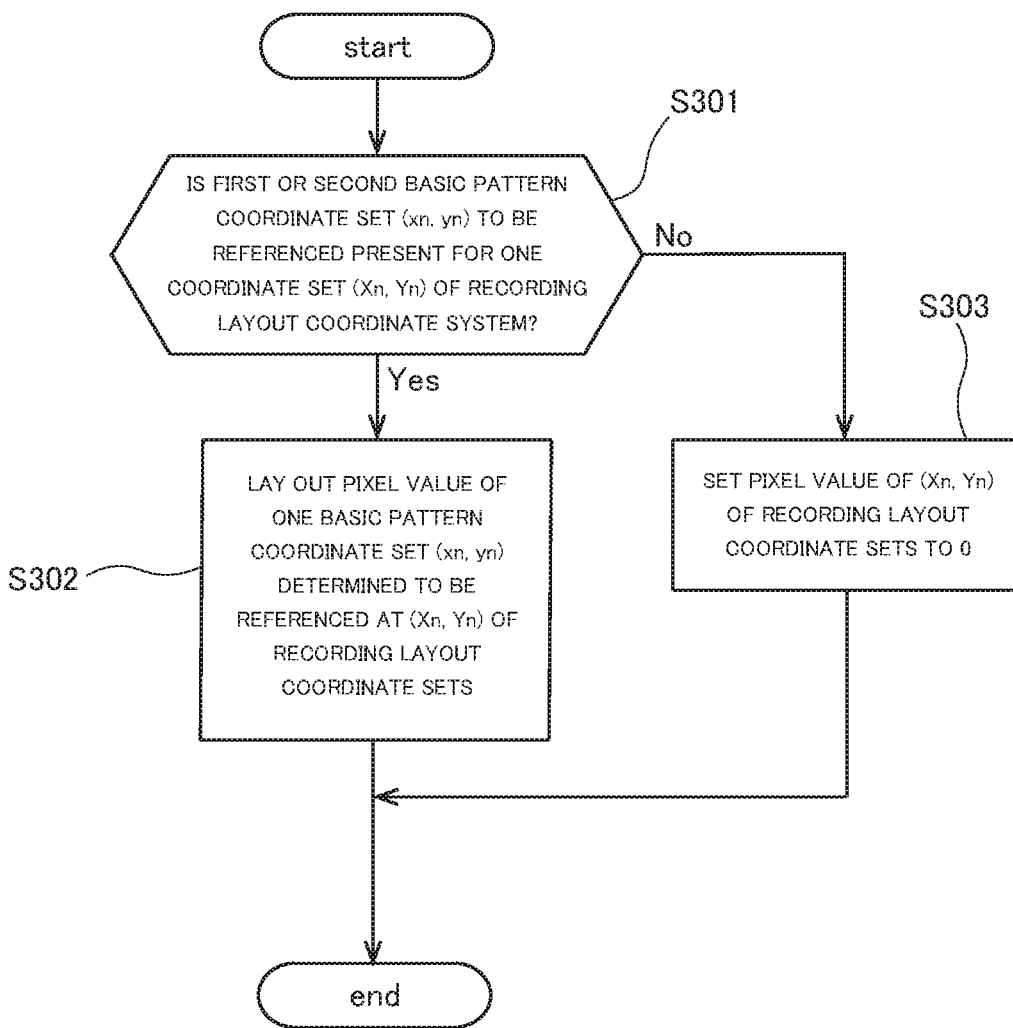 start
S301
IS FIRST OR SECOND BASIC PATTERN
COORDINATE SET (xn, yn) TO BE
REFERENCED PRESENT FOR ONE
COORDINATE SET (Xn, Yn) OF RECORDING
LAYOUT COORDINATE SYSTEM?
No
Yes
S303
LAY OUT PIXEL VALUE OF
ONE BASIC PATTERN
COORDINATE SET (xn, yn)
DETERMINED TO BE
REFERENCED AT (Xn, Yn) OF
RECORDING LAYOUT
COORDINATE SETS
S302
SET PIXEL VALUE OF (Xn, Yn)
OF RECORDING LAYOUT
COORDINATE SETS TO 0
end